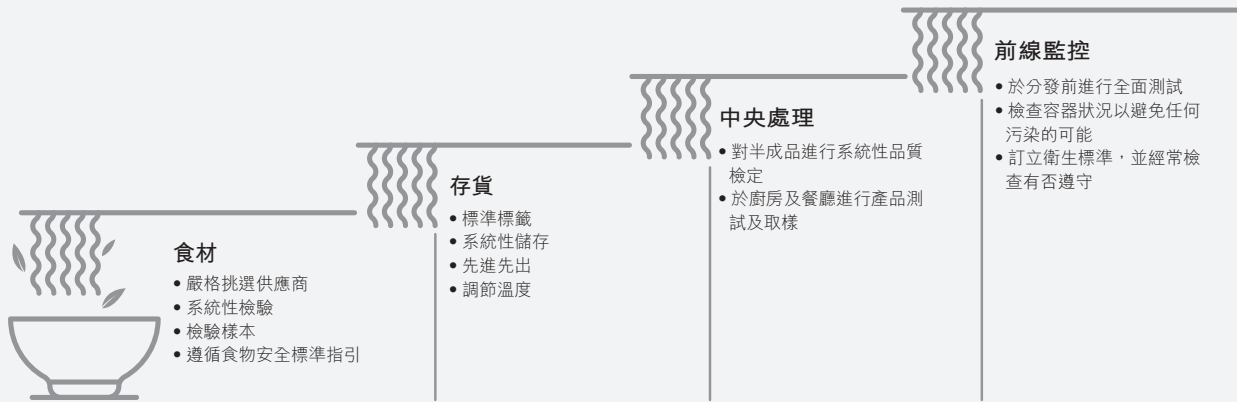 食材
• 嚴格挑選供應商
• 系統性檢驗
• 檢驗樣本
• 遵循食物安全標準指引
存貨
• 標準標籤
• 系統性儲存
• 先進先出
• 調節溫度
中央處理
• 對半成品進行系統性品質
檢定
• 於廚房及餐廳進行產品測
試及取樣
前線監控
• 於分發前進行全面測試
• 檢查容器狀況以避免任何
污染的可能
• 訂立衛生標準，並經常檢
查有否遵守